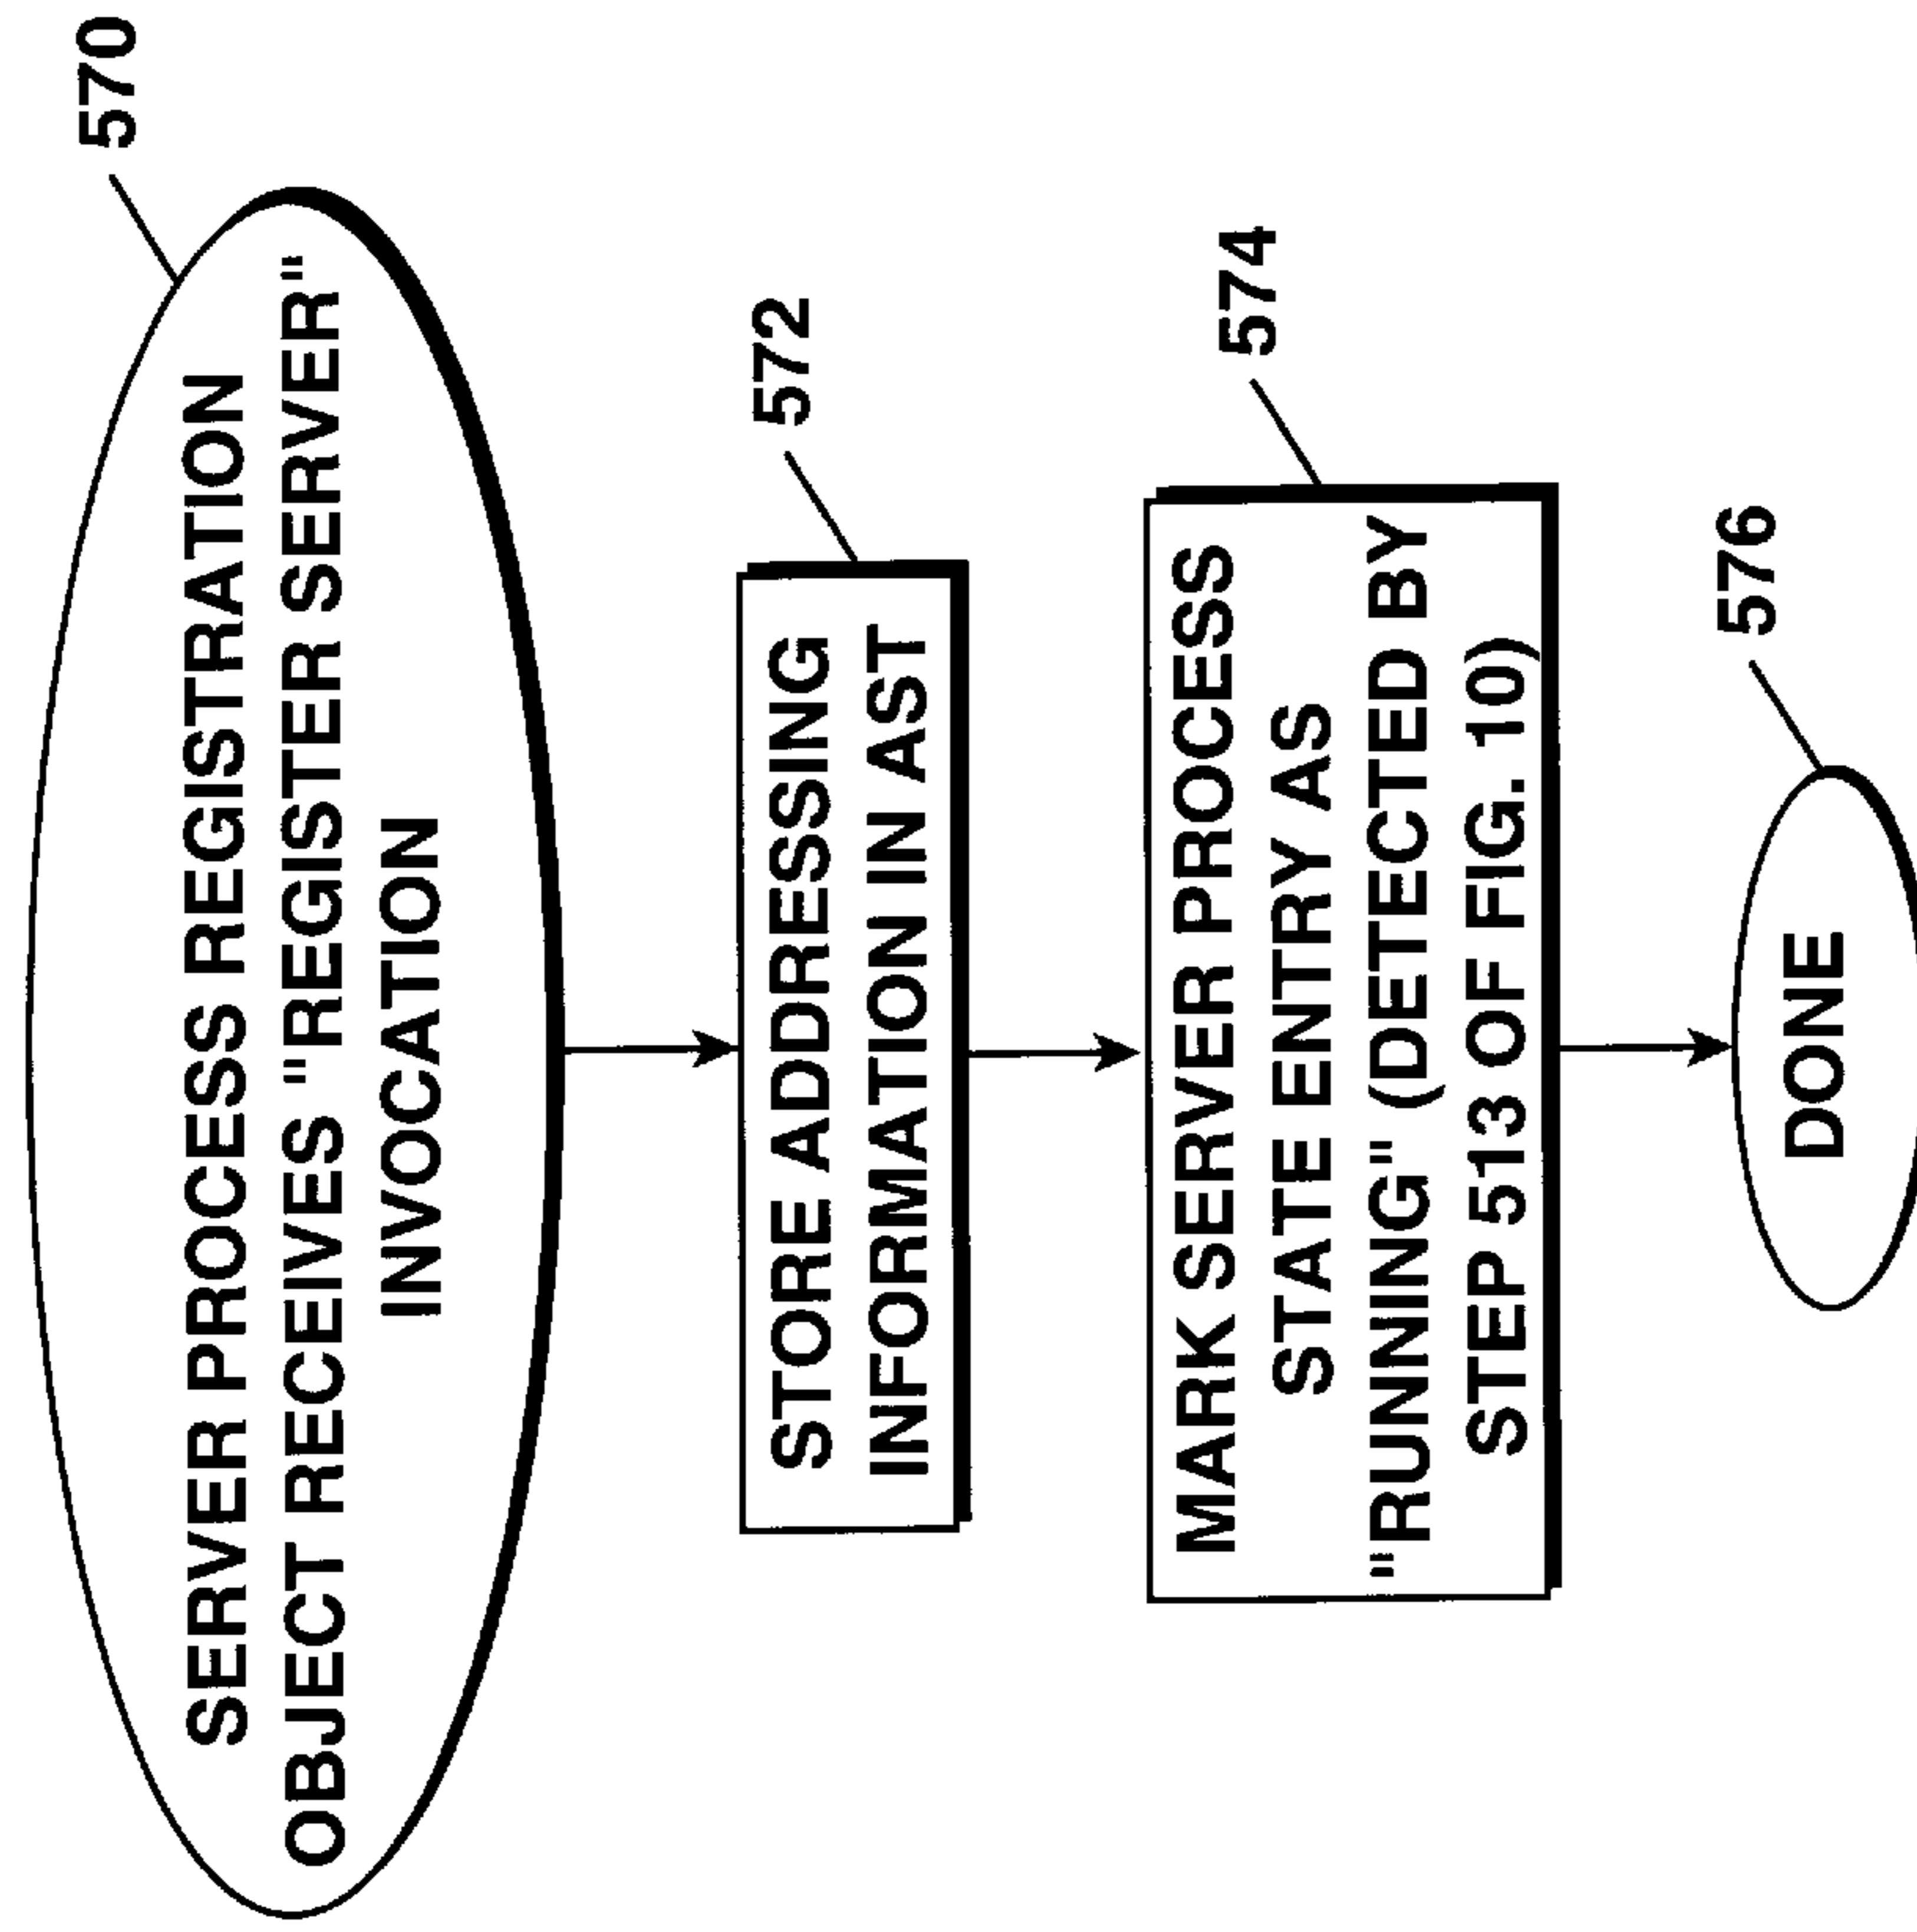 570
SERVER PROCESS REGISTRATION
OBJECT RECEIVES "REGISTER SERVER"
INVOCATION
572
STORE ADDRESSING
INFORMATION IN AST
574
MARK SERVER PROCESS
STATE ENTRY AS
"RUNNING" (DETECTED BY
STEP 513 OF FIG. 10)
576
DONE